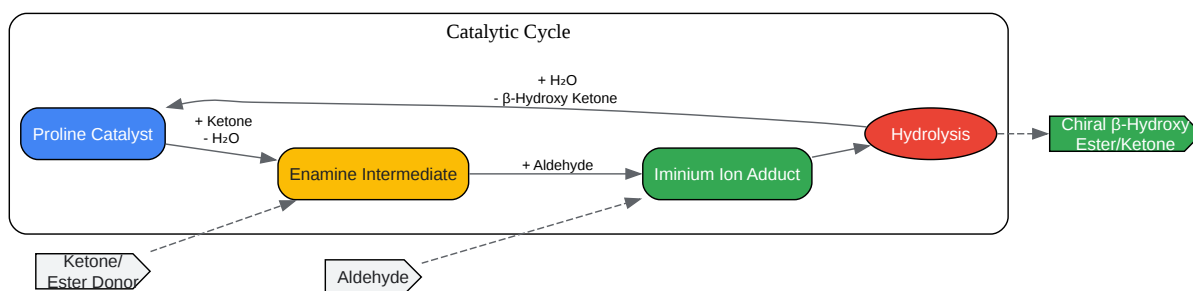 Catalytic Cycle
+ H₂O
- β-Hydroxy Ketone
Proline Catalyst
+ Ketone
- H₂O
Hydrolysis
Chiral β-Hydroxy
Ester/Ketone
Enamine Intermediate
+ Aldehyde
Iminium Ion Adduct
Ketone/
Ester Donor
Aldehyde